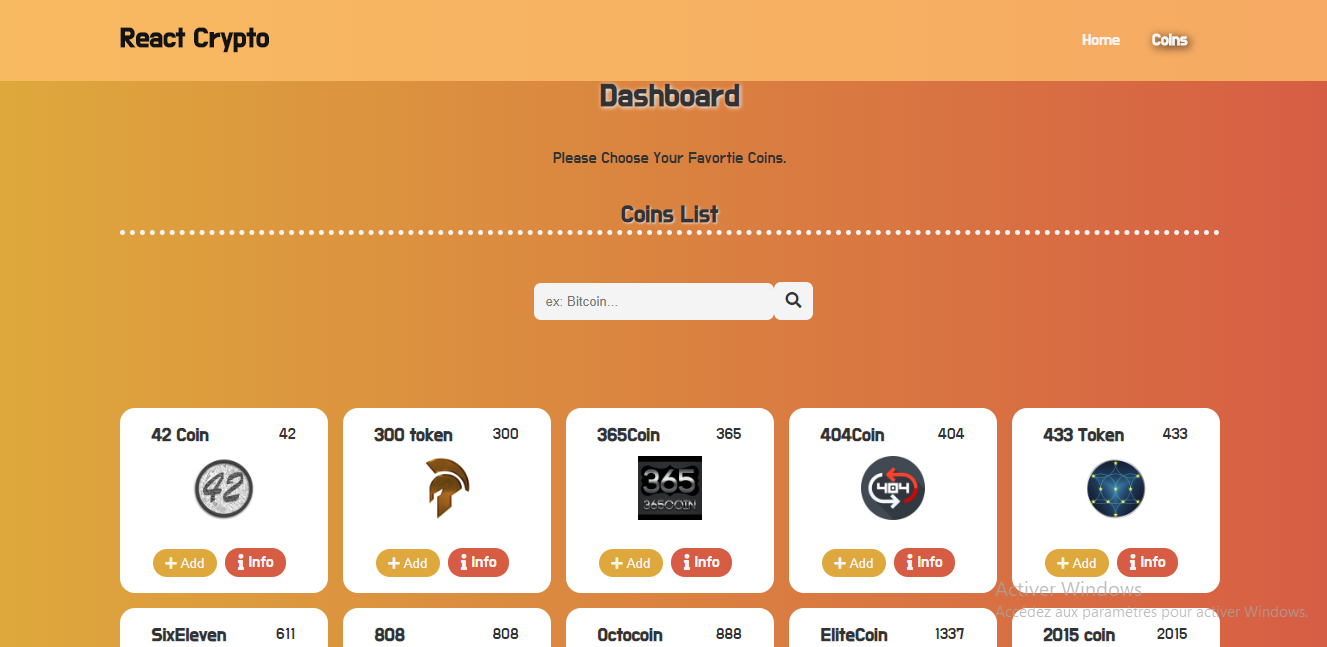 React Crypto
Home Coins
Dashboard
Please Choose Your Favortie Coins.
Coins List
ex: Bitcoin...
42 Coin 42
300 token 300
365Coin 365
404Coin 404
433 Token 433
42
365
365COIN
404
Add Info
Add Info
Add Info
Add Info
Add Info
Activer Windows
Accédez aux paramètres pour activer Windows.
SixEleven 611
808 808
Octocoin 888
EliteCoin 1337
2015 coin 2015